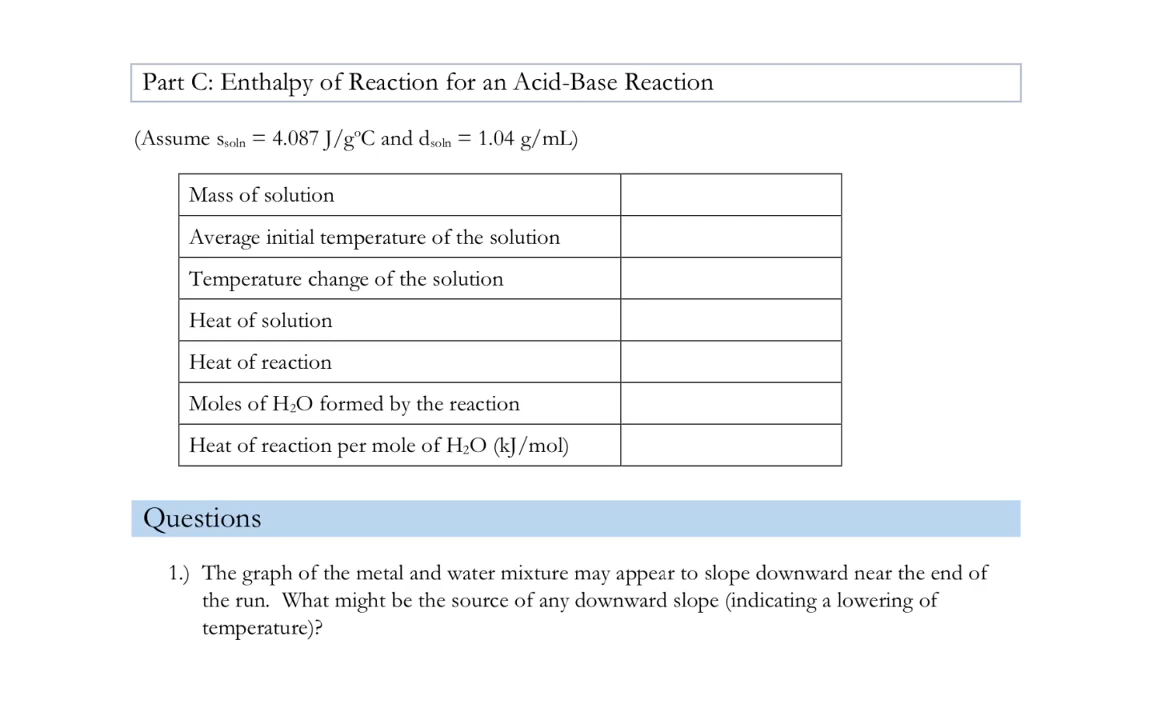 Part C: Enthalpy of Reaction for an Acid-Base Reaction
(Assume sₛₒₗₙ = 4.087 J/gºC and dₛₒₗₙ = 1.04 g/mL)
Mass of solution
Average initial temperature of the solution
Temperature change of the solution
Heat of solution
Heat of reaction
Moles of H₂O formed by the reaction
Heat of reaction per mole of H₂O (kJ/mol)
Questions
1.) The graph of the metal and water mixture may appear to slope downward near the end of
the run. What might be the source of any downward slope (indicating a lowering of
temperature)?